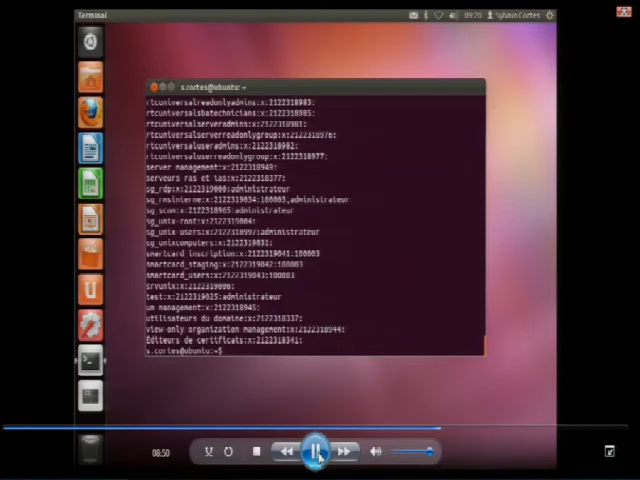 Terminal
09:20 Sylvain Cortes
s.cortes@ubuntu: ~
rtcuniversalreadonlyadmins:x:2122318983:
rtcuniversalsbatechnicians:x:2122318985:
rtcuniversalserveradmins:x:2122318981:
rtcuniversalserverreadonlygroup:x:2122318976:
rtcuniversaluseradmins:x:2122318982:
rtcuniversaluserreadonlygroup:x:2122318977:
server management:x:2122318949:
serveurs ras et ias:x:2122318377:
sg_rdp:x:2122319000:administrateur
sg_rmsinterne:x:2122319034:100003,administrateur
sg_scom:x:2122318965:administrateur
sg_unix-root:x:2122319004:
sg_unix-users:x:2122318997:administrateur
sg_unixcomputers:x:2122319031:
smartcard inscription:x:2122319041:100003
smartcard_staging:x:2122319042:100003
smartcard_users:x:2122319043:100003
srvunix:x:2122319006:
test:x:2122319025:administrateur
um management:x:2122318945:
utilisateurs du domaine:x:2122318337:
view-only organization management:x:2122318944:
Éditeurs de certificats:x:2122318341:
s.cortes@ubuntu:~$
08:50